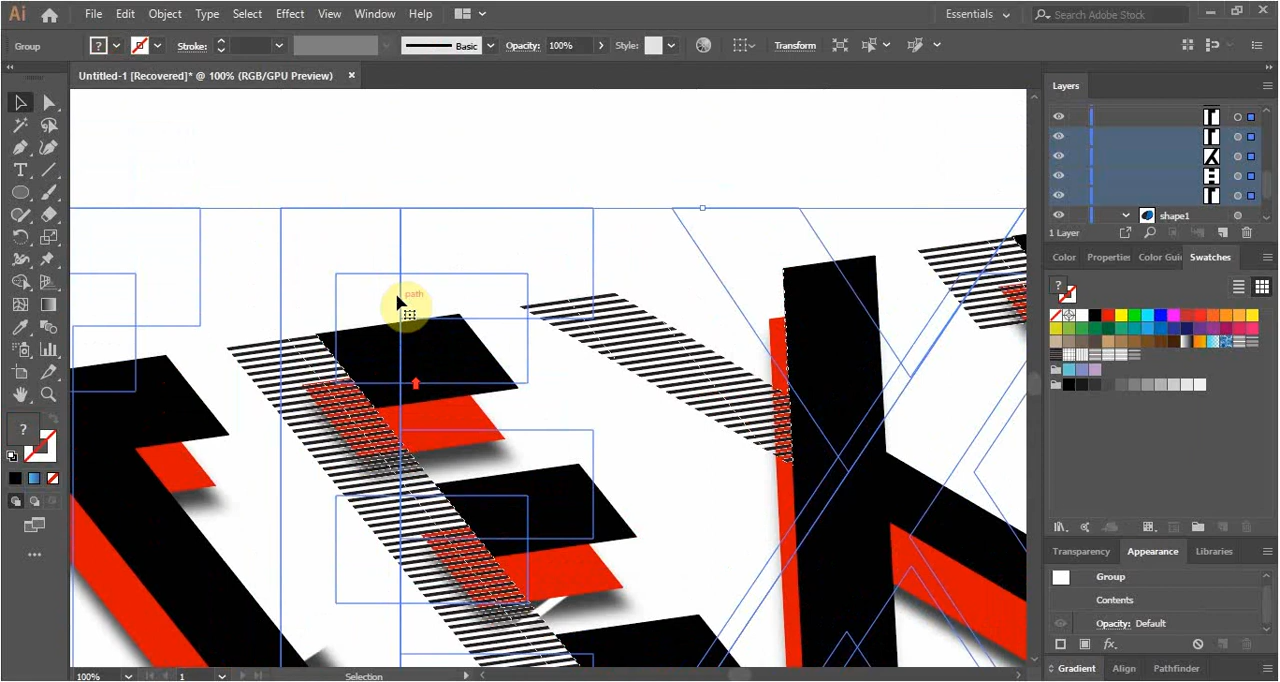 Ai File Edit Object Type Select Effect View Window Help Essentials Search Adobe Stock
Group Stroke: Basic Opacity: 100% Style: Transform
Untitled-1 [Recovered]* @ 100% (RGB/GPU Preview)
Layers
shape1
1 Layer
Color Properties Color Gui Swatches
path
?
?
Transparency Appearance Libraries
Group
Contents
Opacity: Default
Gradient Align Pathfinder
100% 1 Selection